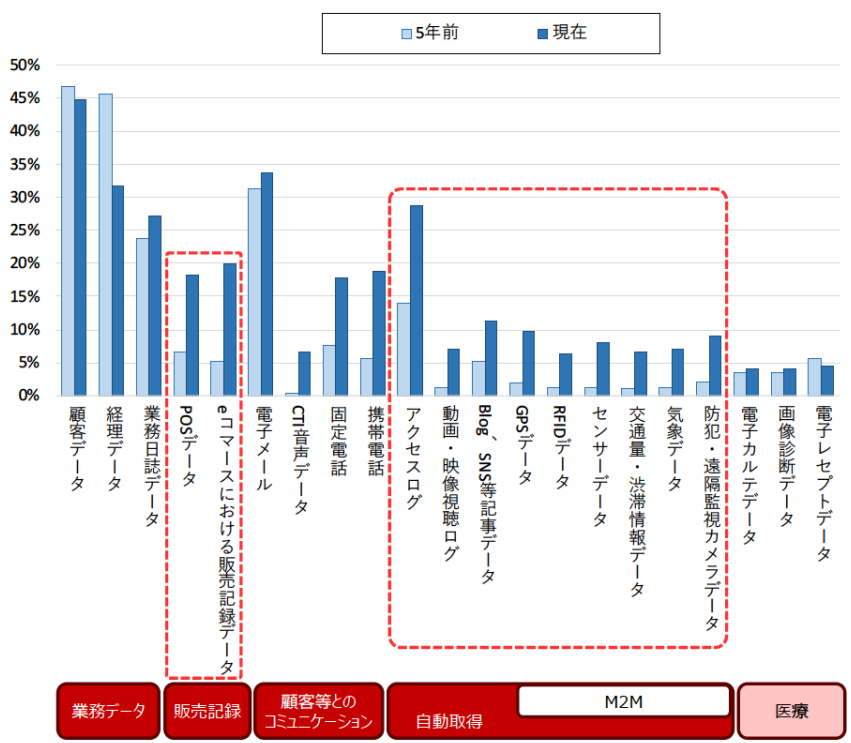 5年前 現在
50%
45%
40%
35%
30%
25%
20%
15%
10%
5%
0%
顧客データ
経理データ
業務日誌データ
POSデータ
eコマースにおける販売記録データ
電子メール
CTI音声データ
固定電話
携帯電話
アクセスログ
動画・映像視聴ログ
Blog、SNS等記事データ
GPSデータ
RFIDデータ
センサーデータ
交通量・渋滞情報データ
気象データ
防犯・遠隔監視カメラデータ
電子カルテデータ
画像診断データ
電子レセプトデータ
業務データ
販売記録
顧客等との
コミュニケーション
自動取得
M2M
医療